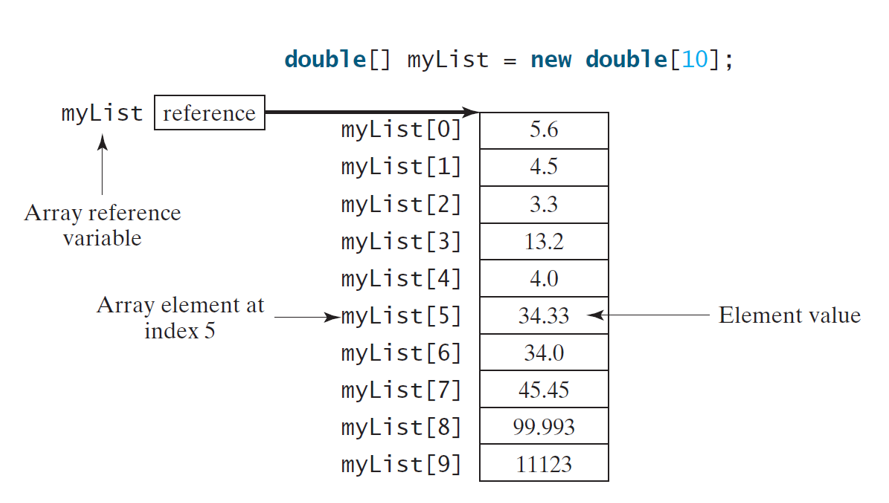 double[] myList = new double[10];
myList reference
myList[0] 5.6
myList[1] 4.5
Array reference
variable
myList[2] 3.3
myList[3] 13.2
myList[4] 4.0
Array element at
index 5
myList[5] 34.33 Element value
myList[6] 34.0
myList[7] 45.45
myList[8] 99.993
myList[9] 11123